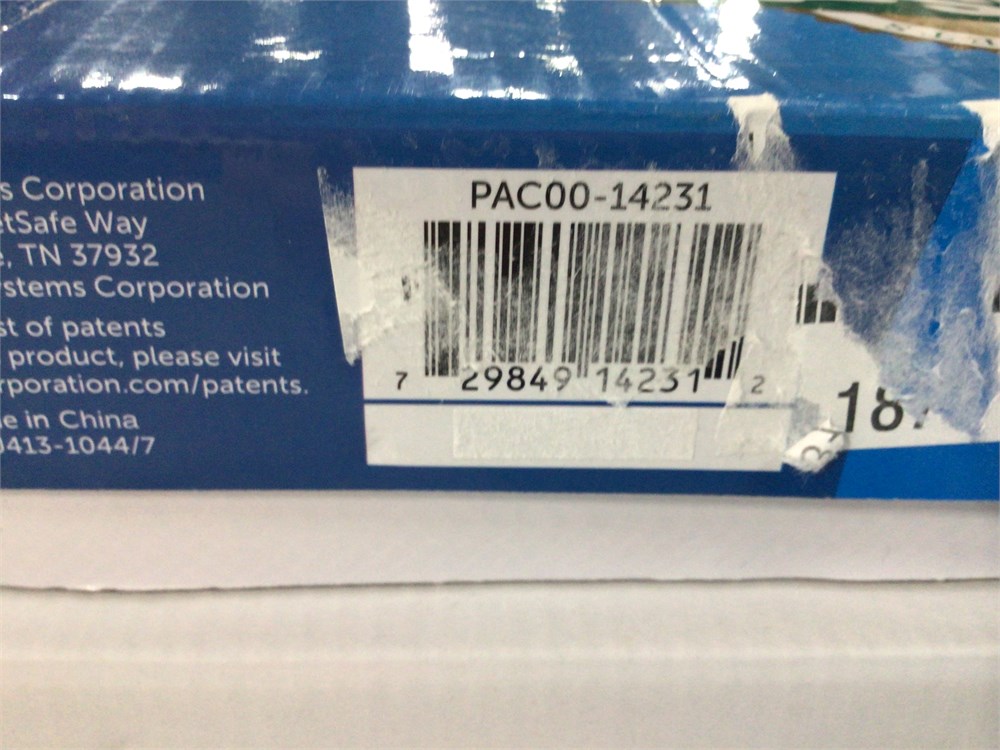 s Corporation
etSafe Way
, TN 37932
ystems Corporation
st of patents
product, please visit
rporation.com/patents.
e in China
413-1044/7
PAC00-14231
7 29849 14231 2
18